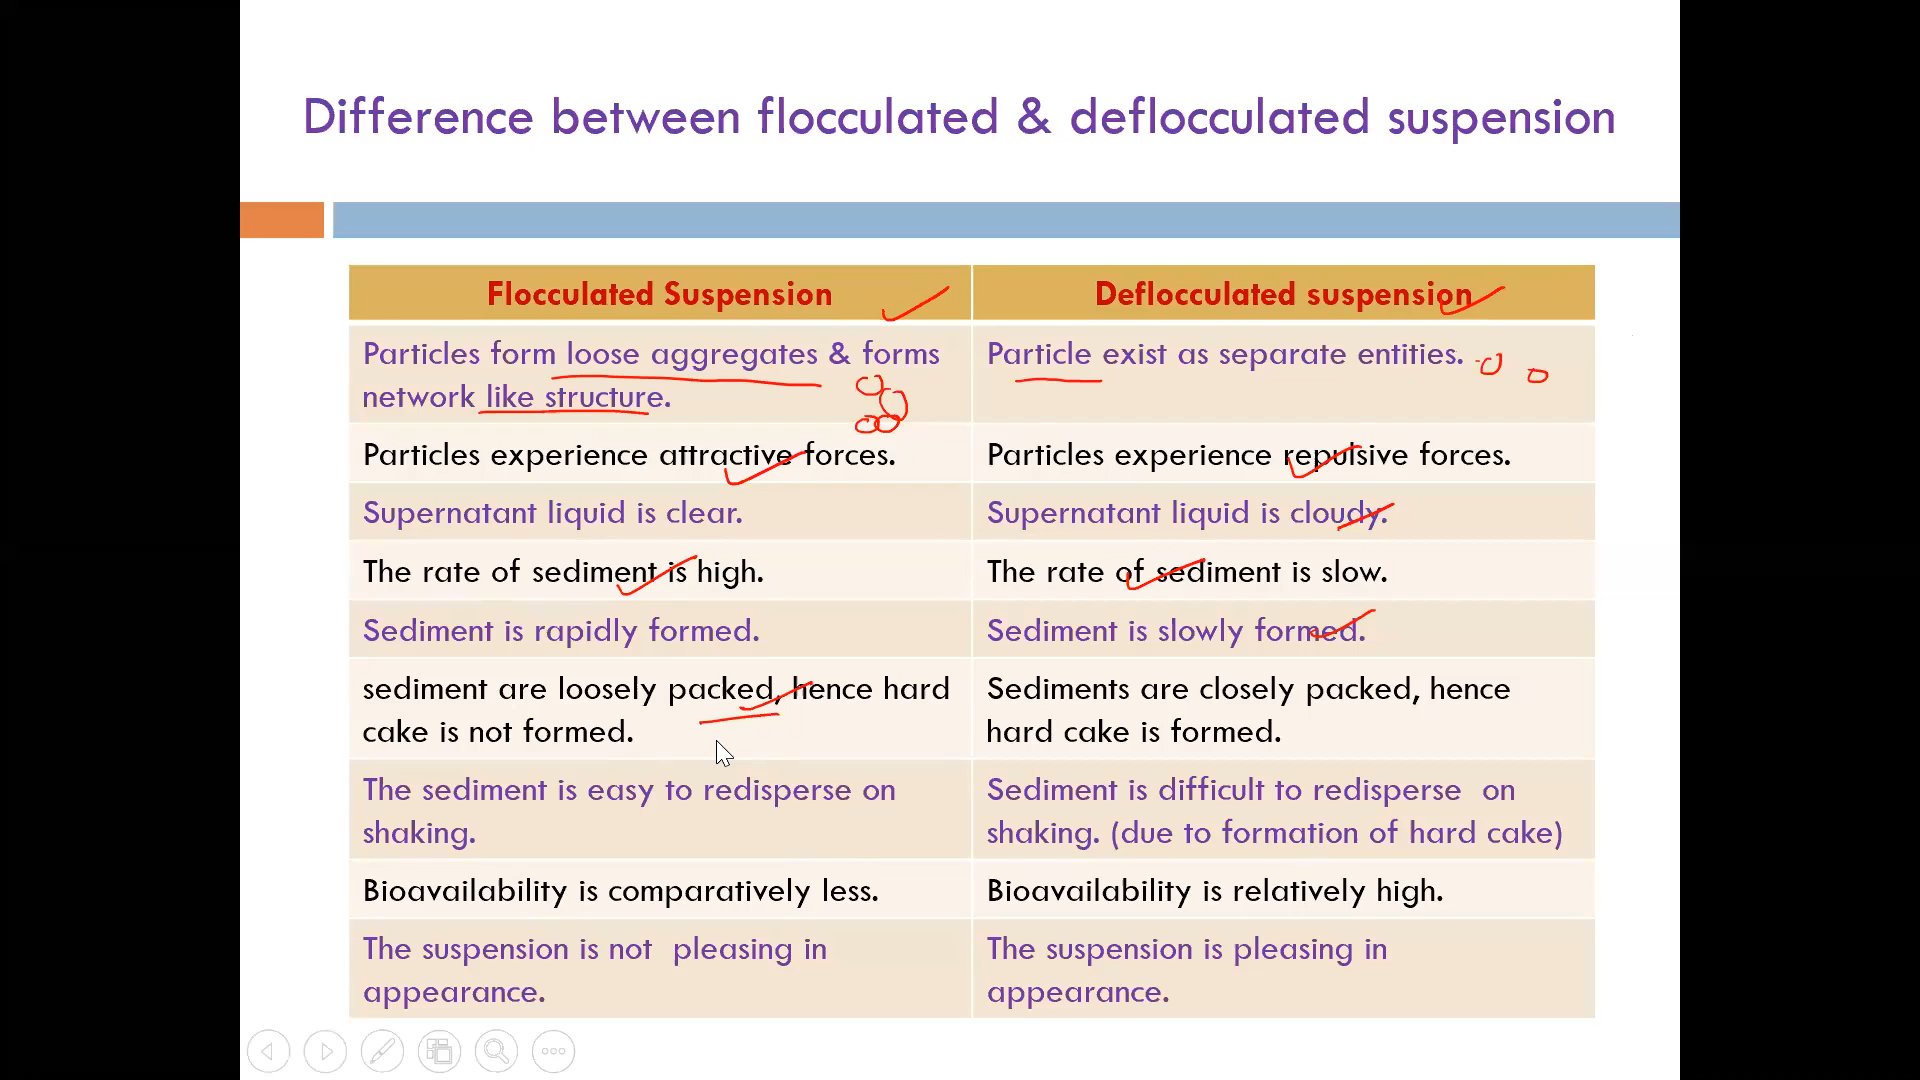 Difference between flocculated & deflocculated suspension
Flocculated Suspension
Deflocculated suspension
Particles form loose aggregates & forms
network like structure.
Particle exist as separate entities.
Particles experience attractive forces.
Particles experience repulsive forces.
Supernatant liquid is clear.
Supernatant liquid is cloudy.
The rate of sediment is high.
The rate of sediment is slow.
Sediment is rapidly formed.
Sediment is slowly formed.
sediment are loosely packed, hence hard
cake is not formed.
Sediments are closely packed, hence
hard cake is formed.
The sediment is easy to redisperse on
shaking.
Sediment is difficult to redisperse  on
shaking. (due to formation of hard cake)
Bioavailability is comparatively less.
Bioavailability is relatively high.
The suspension is not  pleasing in
appearance.
The suspension is pleasing in
appearance.